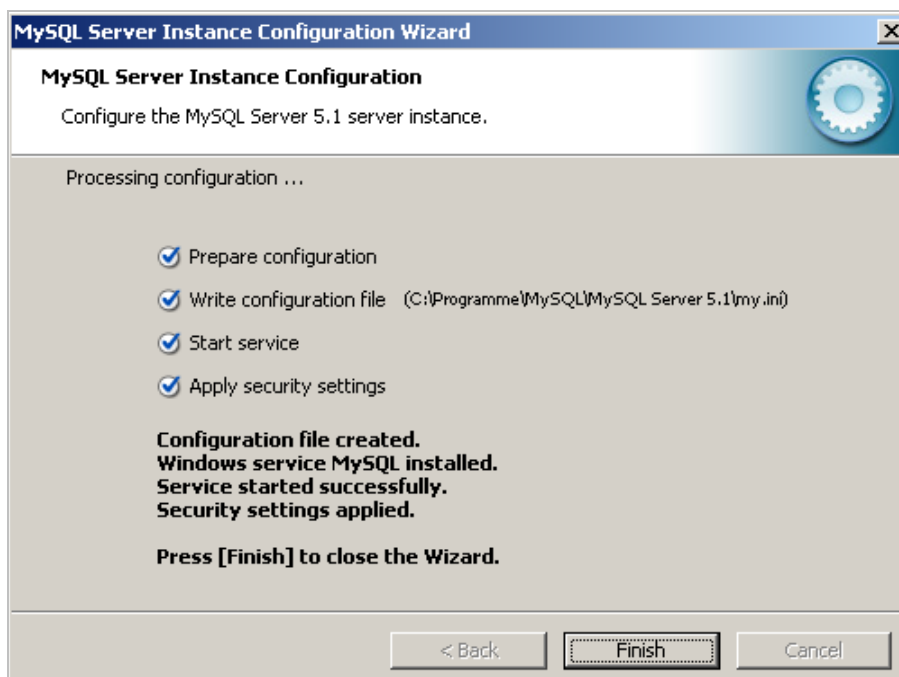 MySQL Server Instance Configuration Wizard
MySQL Server Instance Configuration
Configure the MySQL Server 5.1 server instance.
Processing configuration ...
Prepare configuration
Write configuration file (C:\Programme\MySQL\MySQL Server 5.1\my.ini)
Start service
Apply security settings
Configuration file created.
Windows service MySQL installed.
Service started successfully.
Security settings applied.
Press [Finish] to close the Wizard.
< Back Finish Cancel